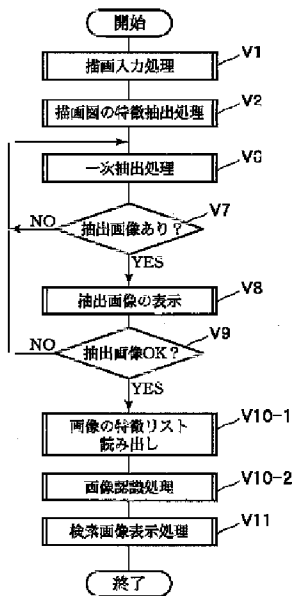 開始
描画入力処理
V1
描画図の特徴抽出処理
V2
一次抽出処理
V6
抽出画像あり？
V7
NO
YES
抽出画像の表示
V8
抽出画像OK？
V9
NO
YES
画像の特徴リスト
読み出し
V10-1
画像認識処理
V10-2
検索画像表示処理
V11
終了